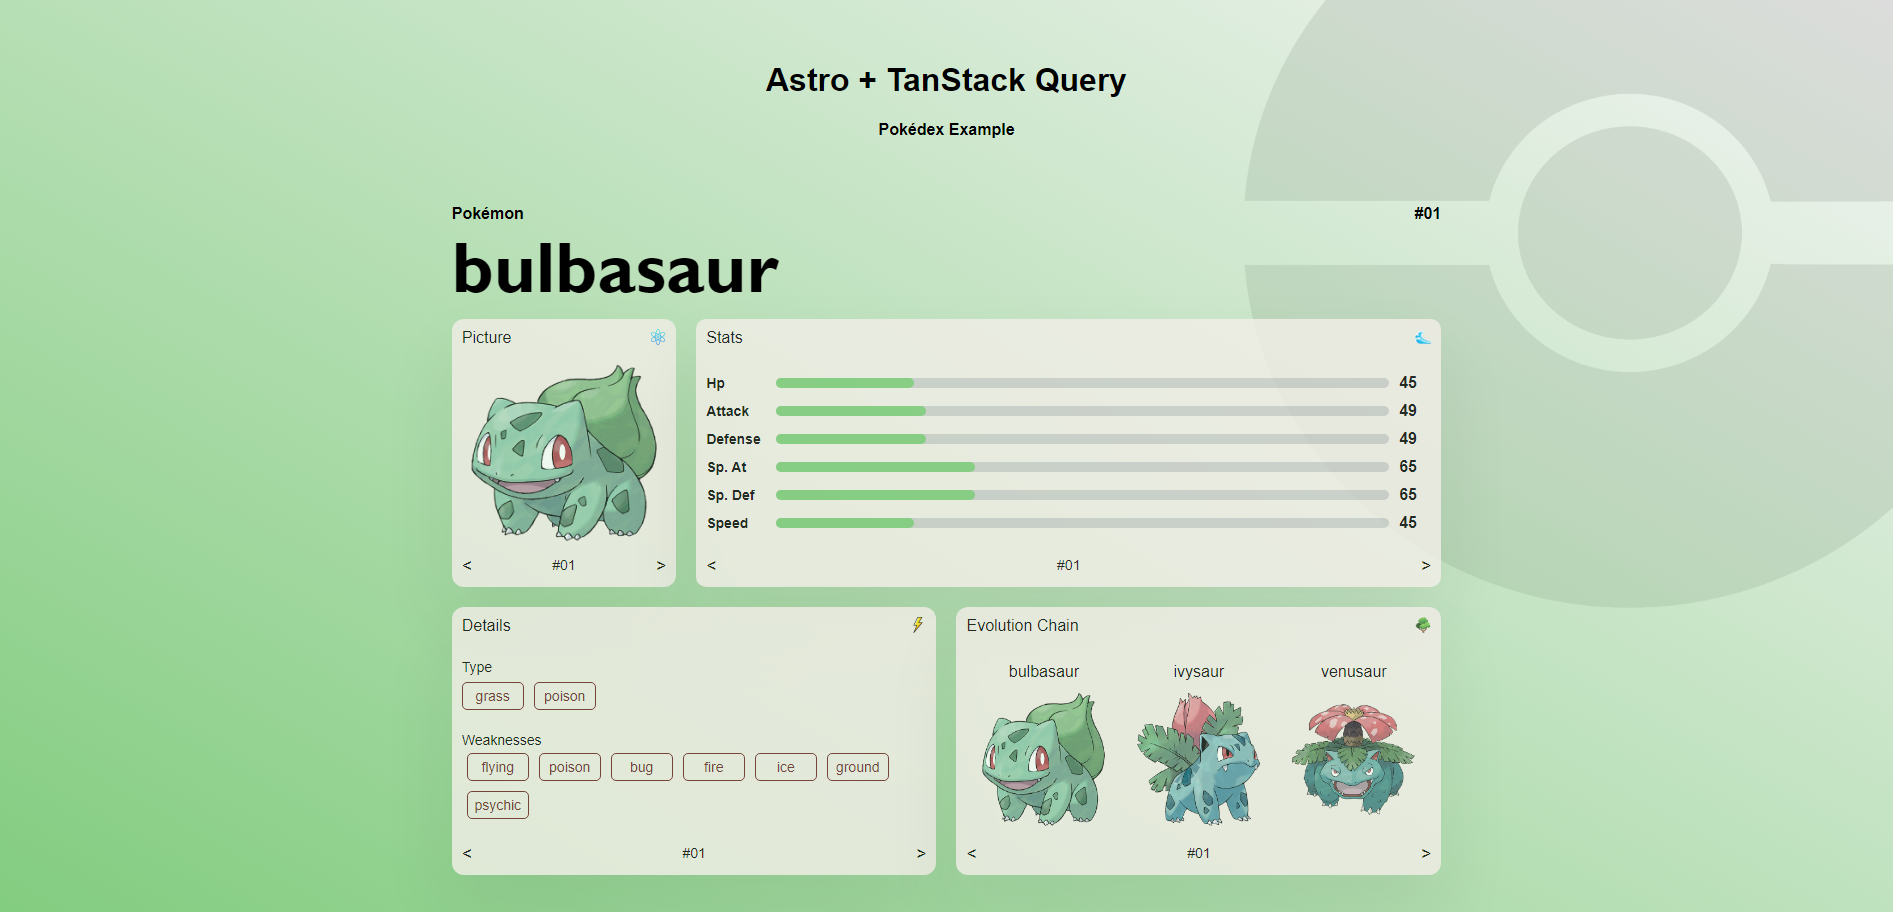 Astro + TanStack Query
Pokédex Example
Pokémon #01
bulbasaur
Picture
< #01 >
Stats
Hp 45
Attack 49
Defense 49
Sp. At 65
Sp. Def 65
Speed 45
< #01 >
Details
Type
grass poison
Weaknesses
flying poison bug fire ice ground
psychic
< #01 >
Evolution Chain
bulbasaur ivysaur venusaur
< #01 >